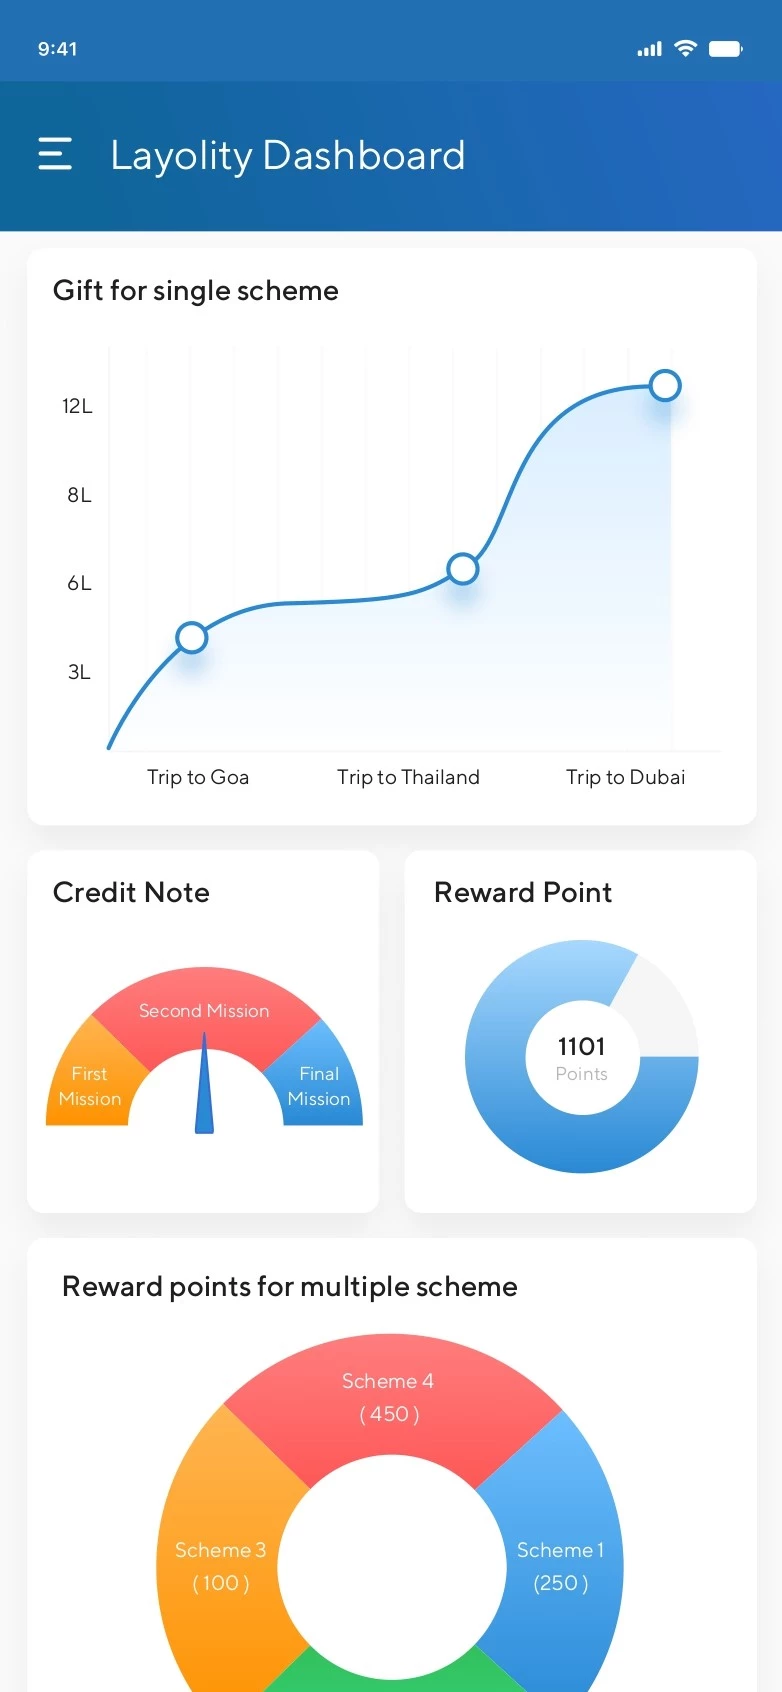 9:41
Layolity Dashboard
Gift for single scheme
12L
8L
6L
3L
Trip to Goa
Trip to Thailand
Trip to Dubai
Credit Note
Second Mission
First
Mission
Final
Mission
Reward Point
1101
Points
Reward points for multiple scheme
Scheme 4
( 450 )
Scheme 3
( 100 )
Scheme 1
(250 )